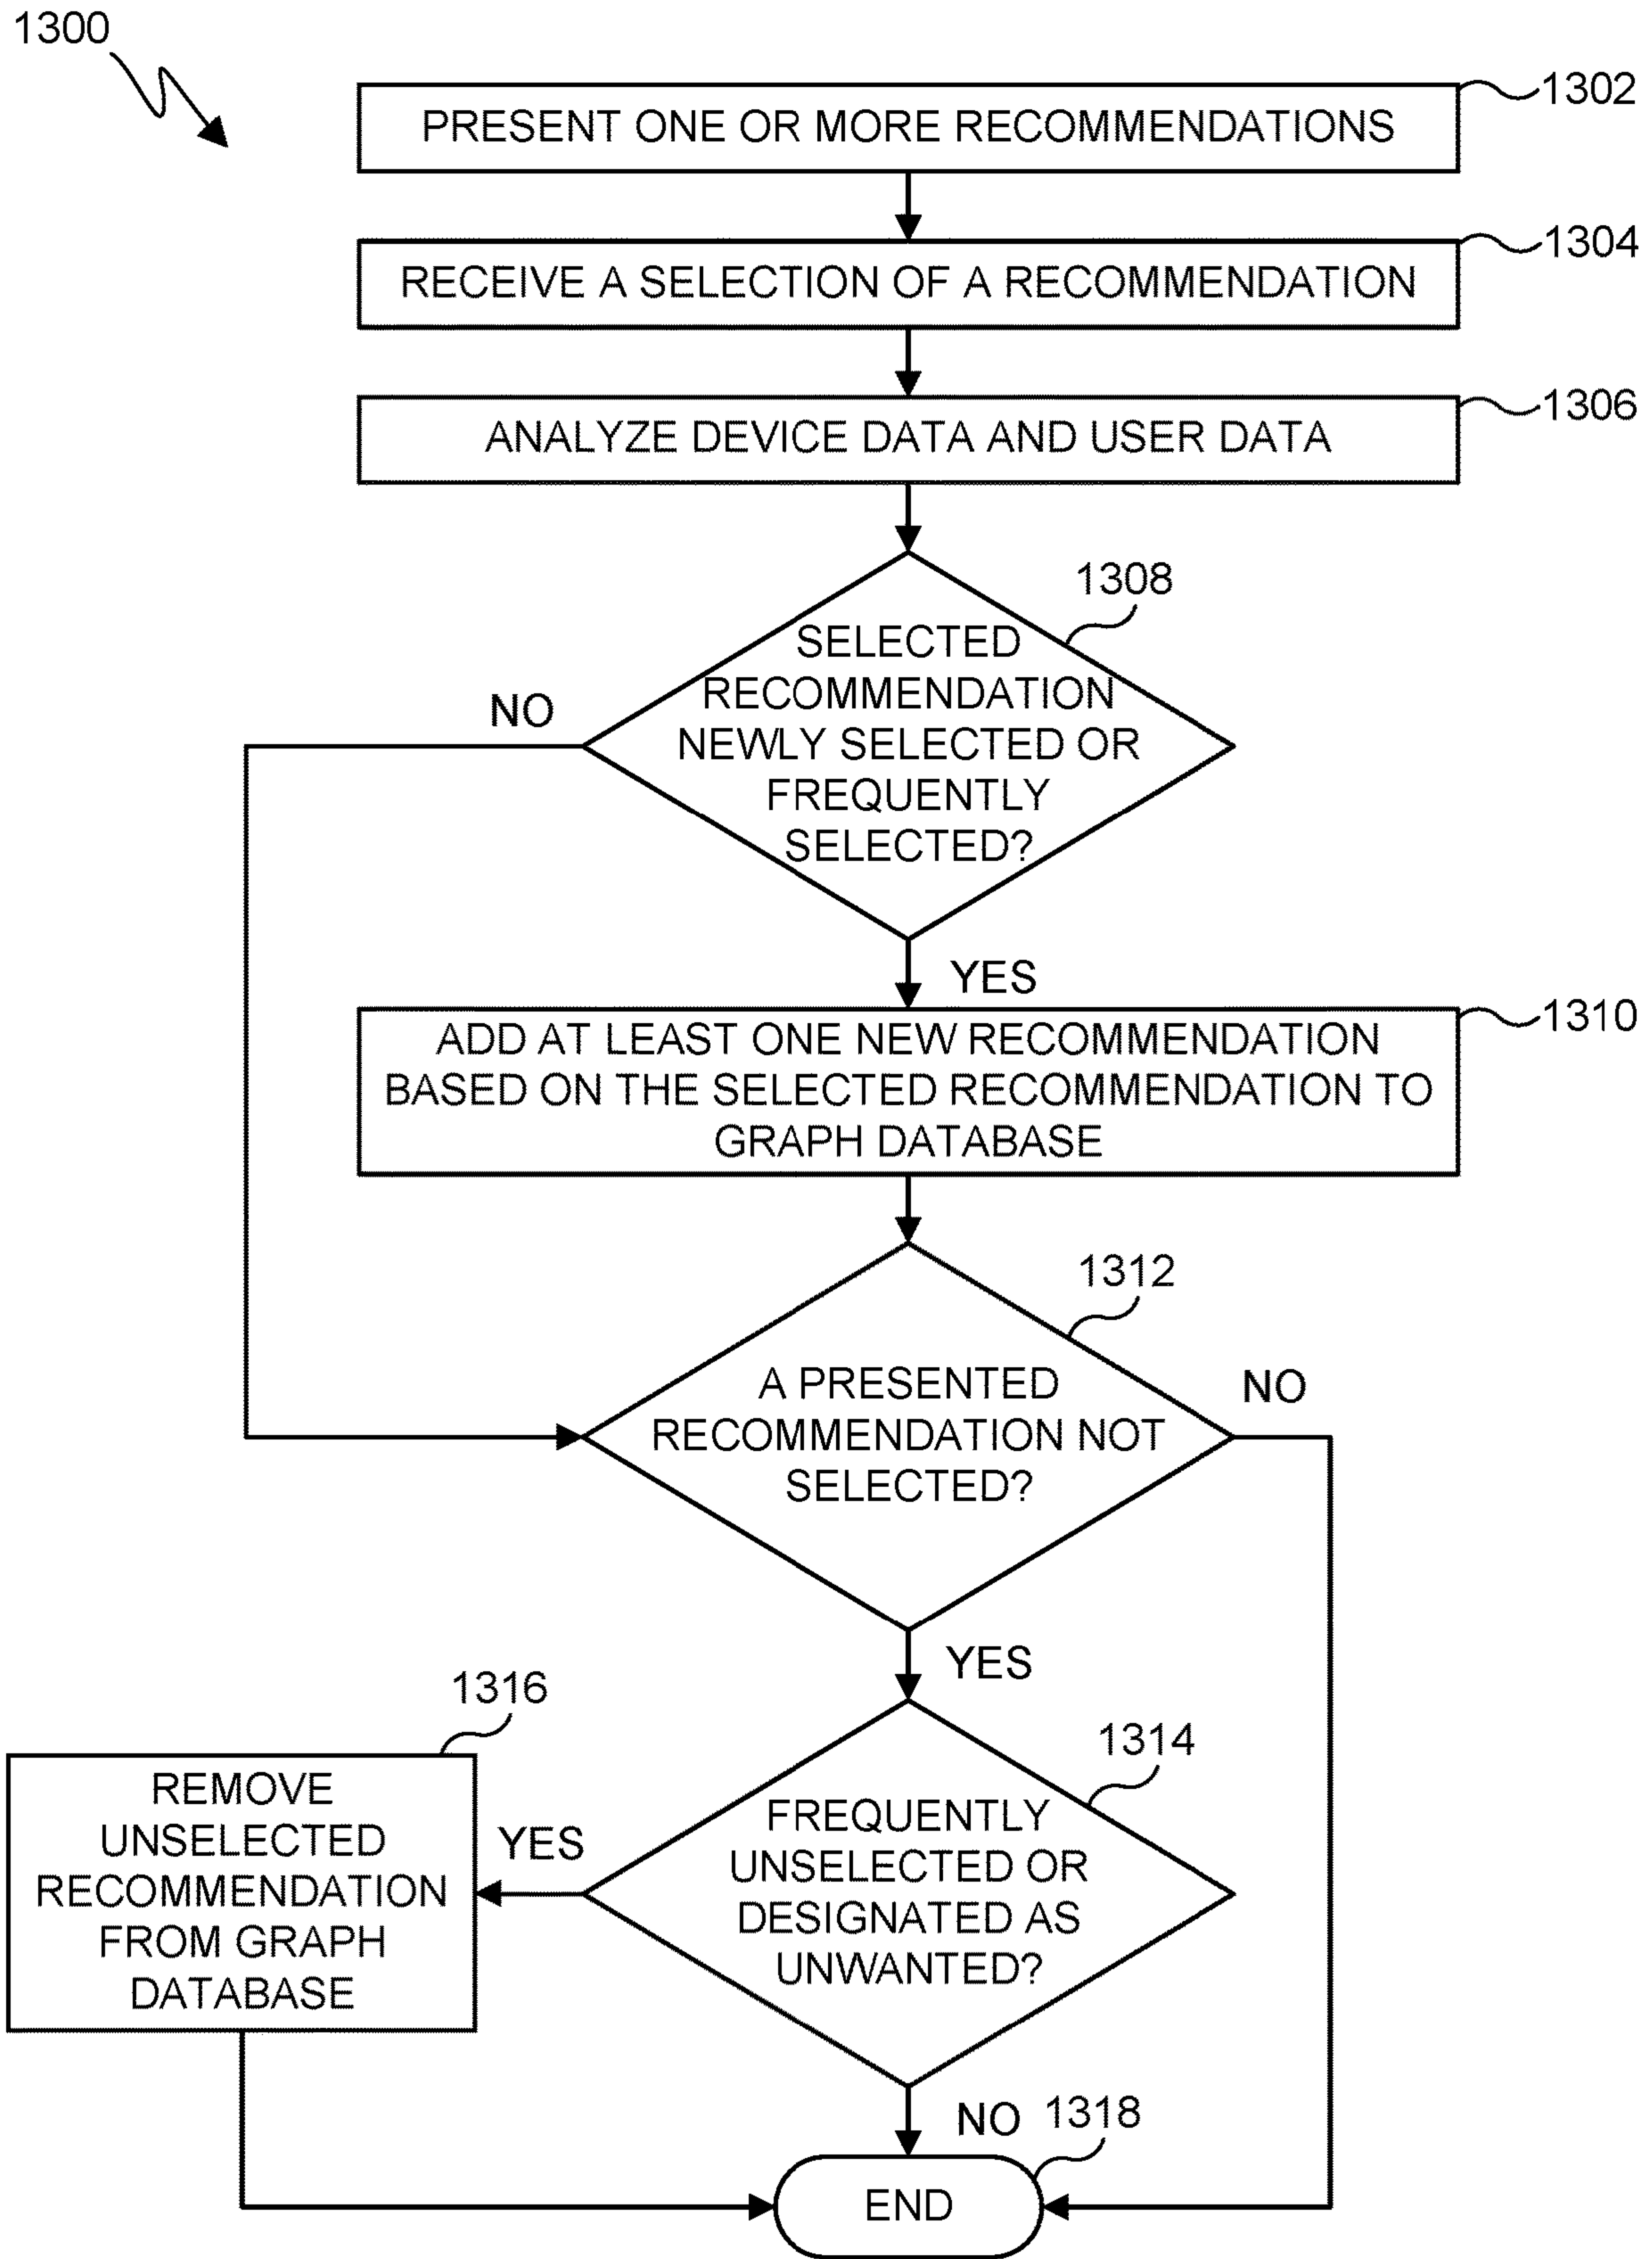 1300
PRESENT ONE OR MORE RECOMMENDATIONS
1302
RECEIVE A SELECTION OF A RECOMMENDATION
1304
ANALYZE DEVICE DATA AND USER DATA
1306
1308
SELECTED
RECOMMENDATION
NEWLY SELECTED OR
FREQUENTLY
SELECTED?
NO
YES
ADD AT LEAST ONE NEW RECOMMENDATION
BASED ON THE SELECTED RECOMMENDATION TO
GRAPH DATABASE
1310
1312
A PRESENTED
RECOMMENDATION NOT
SELECTED?
NO
YES
1314
FREQUENTLY
UNSELECTED OR
DESIGNATED AS
UNWANTED?
YES
1316
REMOVE
UNSELECTED
RECOMMENDATION
FROM GRAPH
DATABASE
NO
1318
END